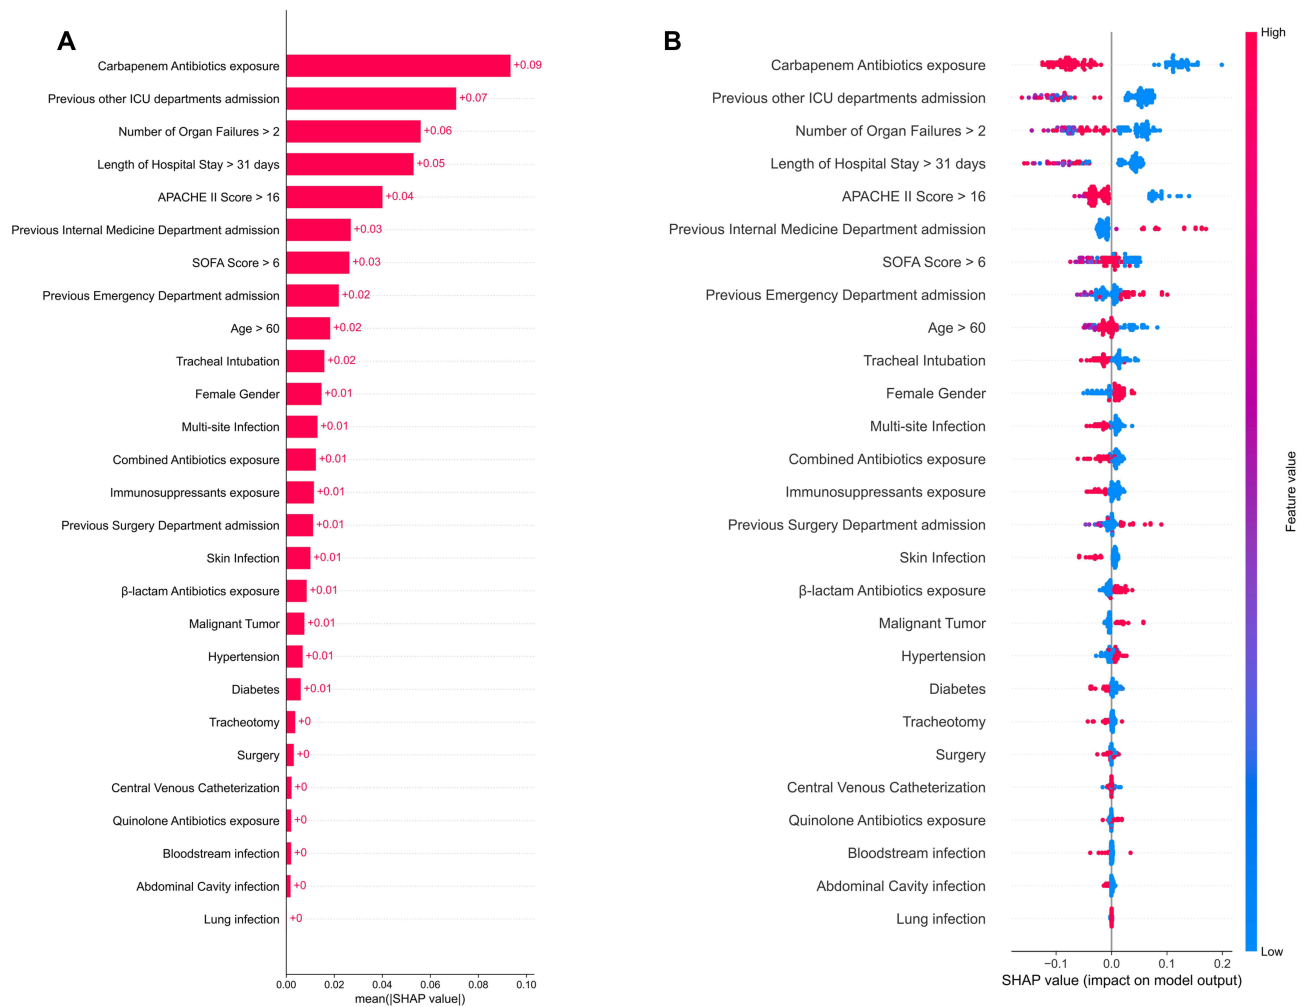 A
Carbapenem Antibiotics exposure +0.09
Previous other ICU departments admission +0.07
Number of Organ Failures > 2 +0.06
Length of Hospital Stay > 31 days +0.05
APACHE II Score > 16 +0.04
Previous Internal Medicine Department admission +0.03
SOFA Score > 6 +0.03
Previous Emergency Department admission +0.02
Age > 60 +0.02
Tracheal Intubation +0.02
Female Gender +0.01
Multi-site Infection +0.01
Combined Antibiotics exposure +0.01
Immunosuppressants exposure +0.01
Previous Surgery Department admission +0.01
Skin Infection +0.01
β-lactam Antibiotics exposure +0.01
Malignant Tumor +0.01
Hypertension +0.01
Diabetes +0.01
Tracheotomy +0
Surgery +0
Central Venous Catheterization +0
Quinolone Antibiotics exposure +0
Bloodstream infection +0
Abdominal Cavity infection +0
Lung infection +0
0.00 0.02 0.04 0.06 0.08 0.10
mean(|SHAP value|)
B
Carbapenem Antibiotics exposure
Previous other ICU departments admission
Number of Organ Failures > 2
Length of Hospital Stay > 31 days
APACHE II Score > 16
Previous Internal Medicine Department admission
SOFA Score > 6
Previous Emergency Department admission
Age > 60
Tracheal Intubation
Female Gender
Multi-site Infection
Combined Antibiotics exposure
Immunosuppressants exposure
Previous Surgery Department admission
Skin Infection
β-lactam Antibiotics exposure
Malignant Tumor
Hypertension
Diabetes
Tracheotomy
Surgery
Central Venous Catheterization
Quinolone Antibiotics exposure
Bloodstream infection
Abdominal Cavity infection
Lung infection
−0.1 0.0 0.1 0.2
SHAP value (impact on model output)
High
Feature value
Low